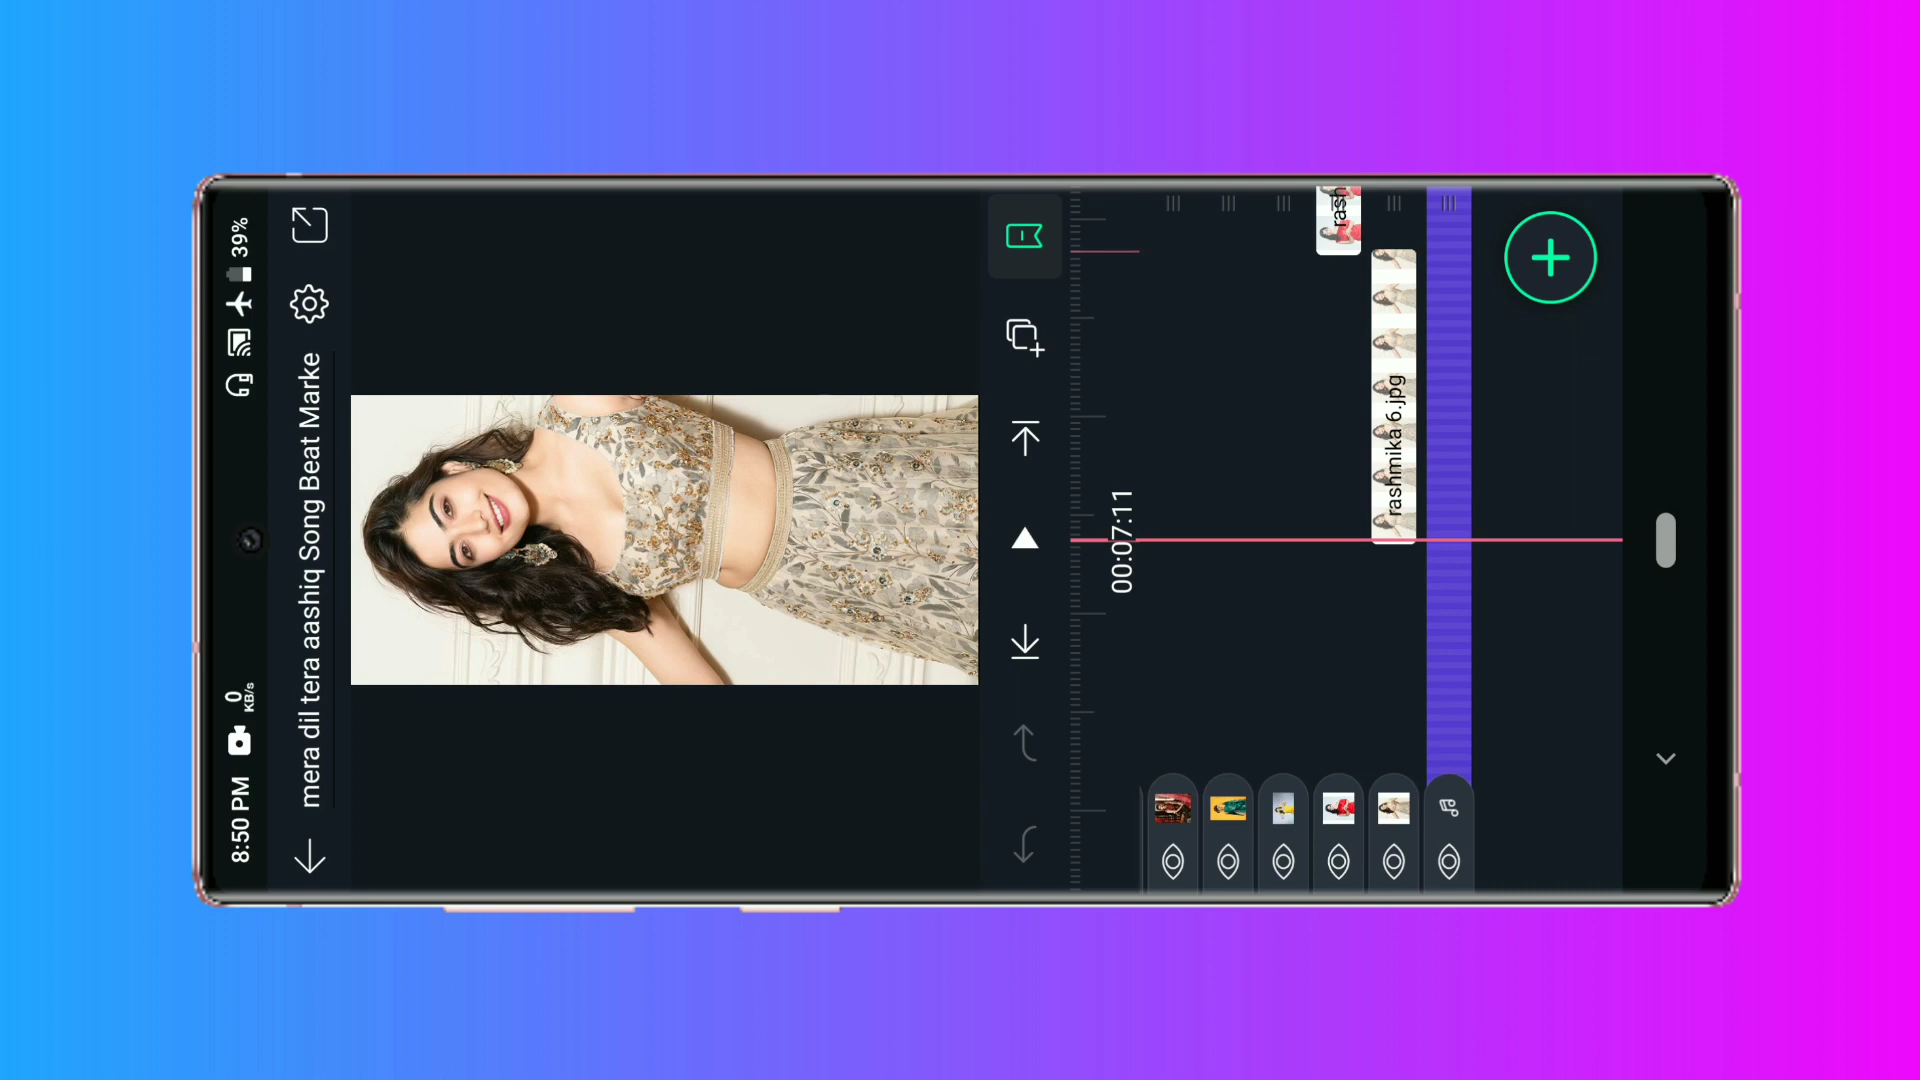 8:50 PM
0
KB/s
39%
mera dil tera aashiq Song Beat Marke
00:07:11
rash
rashmika 6.jpg